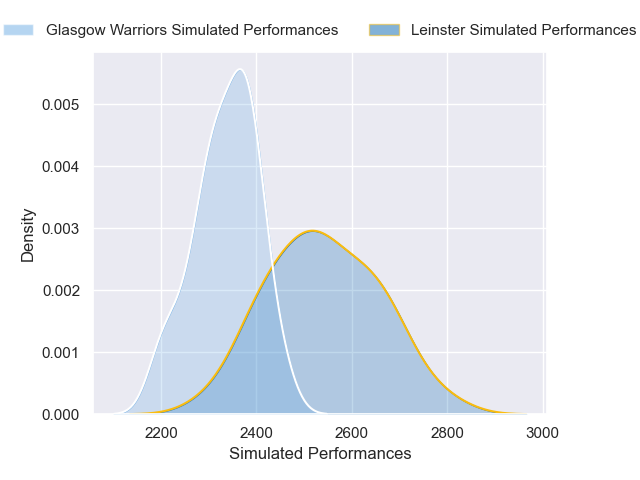 Glasgow Warriors Simulated Performances
Leinster Simulated Performances
0.005
0.004
0.003
0.002
0.001
0.000
Density
2200 2400 2600 2800 3000
Simulated Performances